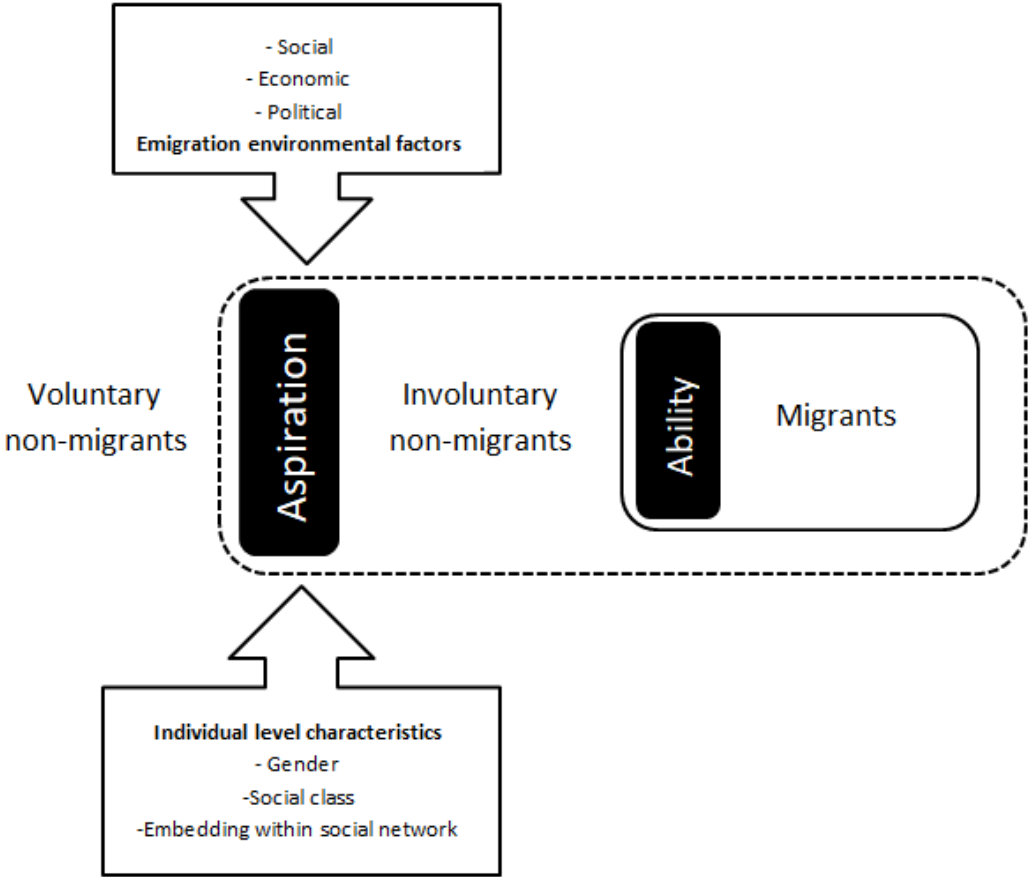 - Social
- Economic
- Political
Emigration environmental factors
Voluntary
non-migrants
Aspiration
Involuntary
non-migrants
Ability
Migrants
Individual level characteristics
- Gender
-Social class
-Embedding within social network